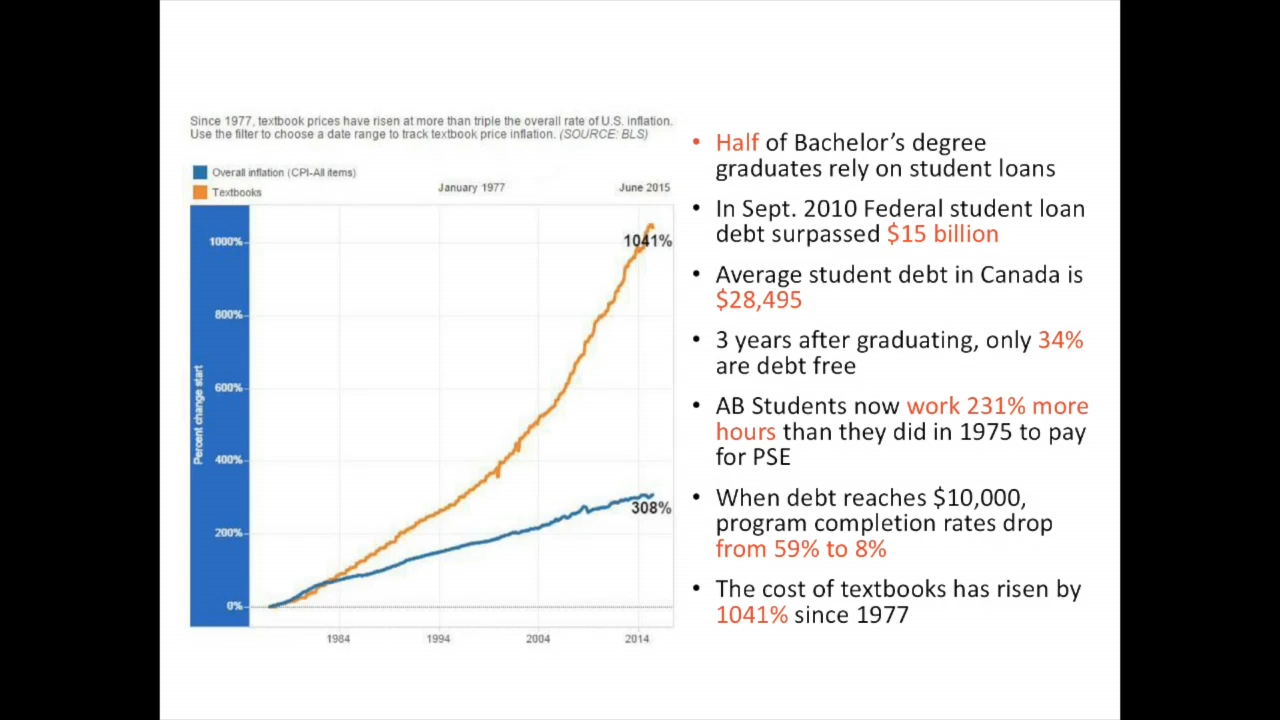 Since 1977, textbook prices have risen at more than triple the overall rate of U.S. inflation.
Use the filter to choose a date range to track textbook price inflation. (SOURCE: BLS)
Overall inflation (CPI-All items)
Textbooks
January 1977
June 2015
1000%
1041%
800%
600%
Percent change start
400%
308%
200%
0%
1984
1994
2004
2014
• Half of Bachelor's degree
graduates rely on student loans
• In Sept. 2010 Federal student loan
debt surpassed $15 billion
• Average student debt in Canada is
$28,495
• 3 years after graduating, only 34%
are debt free
• AB Students now work 231% more
hours than they did in 1975 to pay
for PSE
• When debt reaches $10,000,
program completion rates drop
from 59% to 8%
• The cost of textbooks has risen by
1041% since 1977